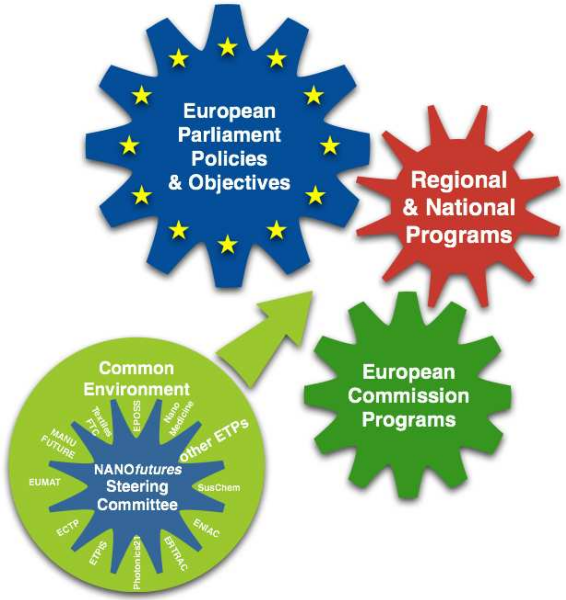 European
Parliament
Policies
& Objectives
Regional
& National
Programs
European
Commission
Programs
Common
Environment
NANOfutures
Steering
Committee
EPOSS
Nano
Medicine
other ETPs
SusChem
ENIAC
ERTRAC
Photonics21
ETPIS
ECTP
EUMAT
MANU
FUTURE
Textiles
FTC